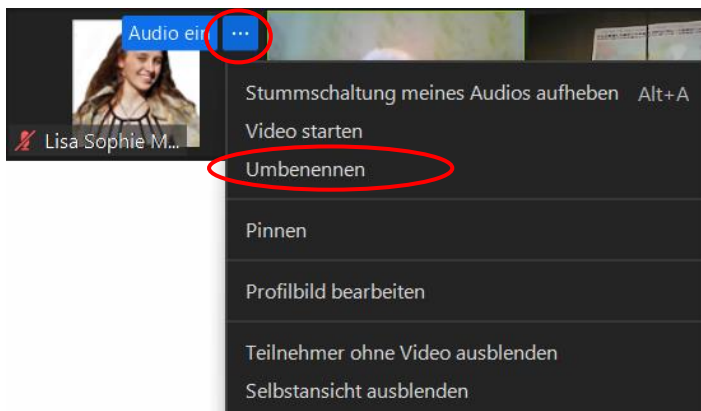 Audio ein ...
Stummschaltung meines Audios aufheben Alt+A
Lisa Sophie M...
Video starten
Umbenennen
Pinnen
Profilbild bearbeiten
Teilnehmer ohne Video ausblenden
Selbstansicht ausblenden